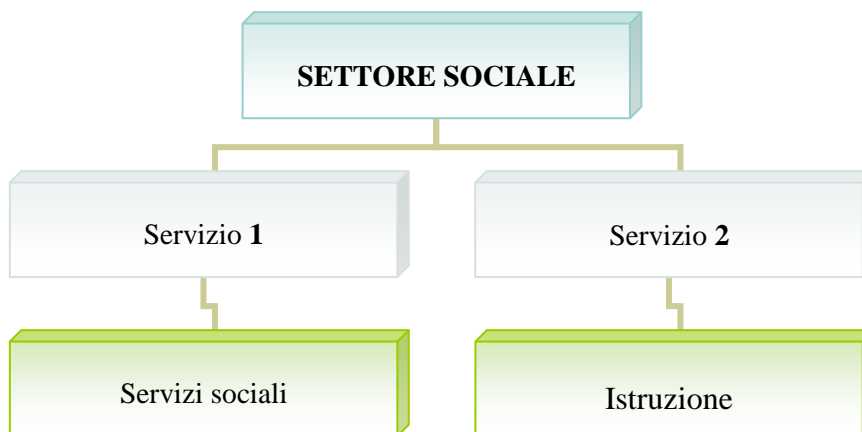 SETTORE SOCIALE
Servizio 1
Servizio 2
Servizi sociali
Istruzione